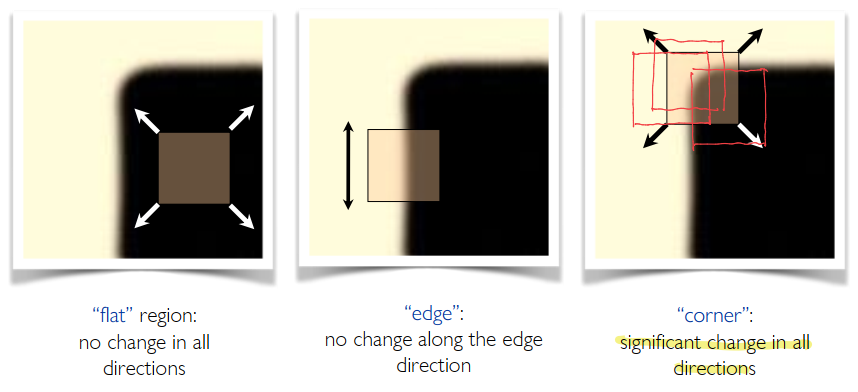 “flat” region:
no change in all
directions
“edge”:
no change along the edge
direction
“corner”:
significant change in all
directions